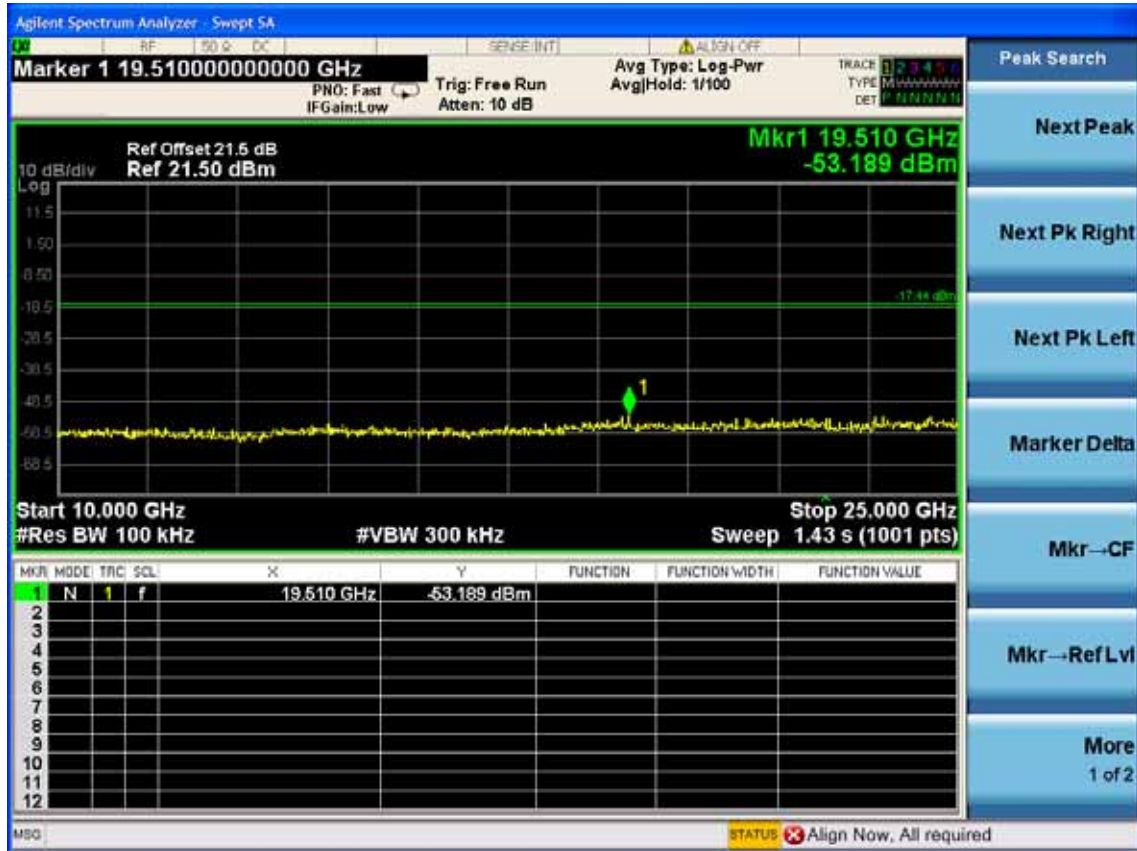 Agilent Spectrum Analyzer - Swept SA
RF 50 Ω DC SENSE:INT ALIGN OFF
Marker 1 19.510000000000 GHz
PNO: Fast
IFGain:Low
Trig: Free Run
Atten: 10 dB
Avg Type: Log-Pwr
Avg|Hold: 1/100
TRACE 1 2 3 4 5 6
TYPE M
DET P N N N N N
Peak Search
Next Peak
Next Pk Right
Next Pk Left
Marker Delta
Mkr→CF
Mkr→Ref Lvl
More
1 of 2
Mkr1 19.510 GHz
-53.189 dBm
Ref Offset 21.5 dB
10 dB/div Ref 21.50 dBm
Log
11.5
1.50
-8.50
-18.5
-28.5
-38.5
-48.5
-58.5
-68.5
-17.44 dBm
1
Start 10.000 GHz Stop 25.000 GHz
#Res BW 100 kHz #VBW 300 kHz Sweep 1.43 s (1001 pts)
MKR MODE TRC SCL X Y FUNCTION FUNCTION WIDTH FUNCTION VALUE
1 N 1 f 19.510 GHz -53.189 dBm
2
3
4
5
6
7
8
9
10
11
12
MSG STATUS Align Now, All required